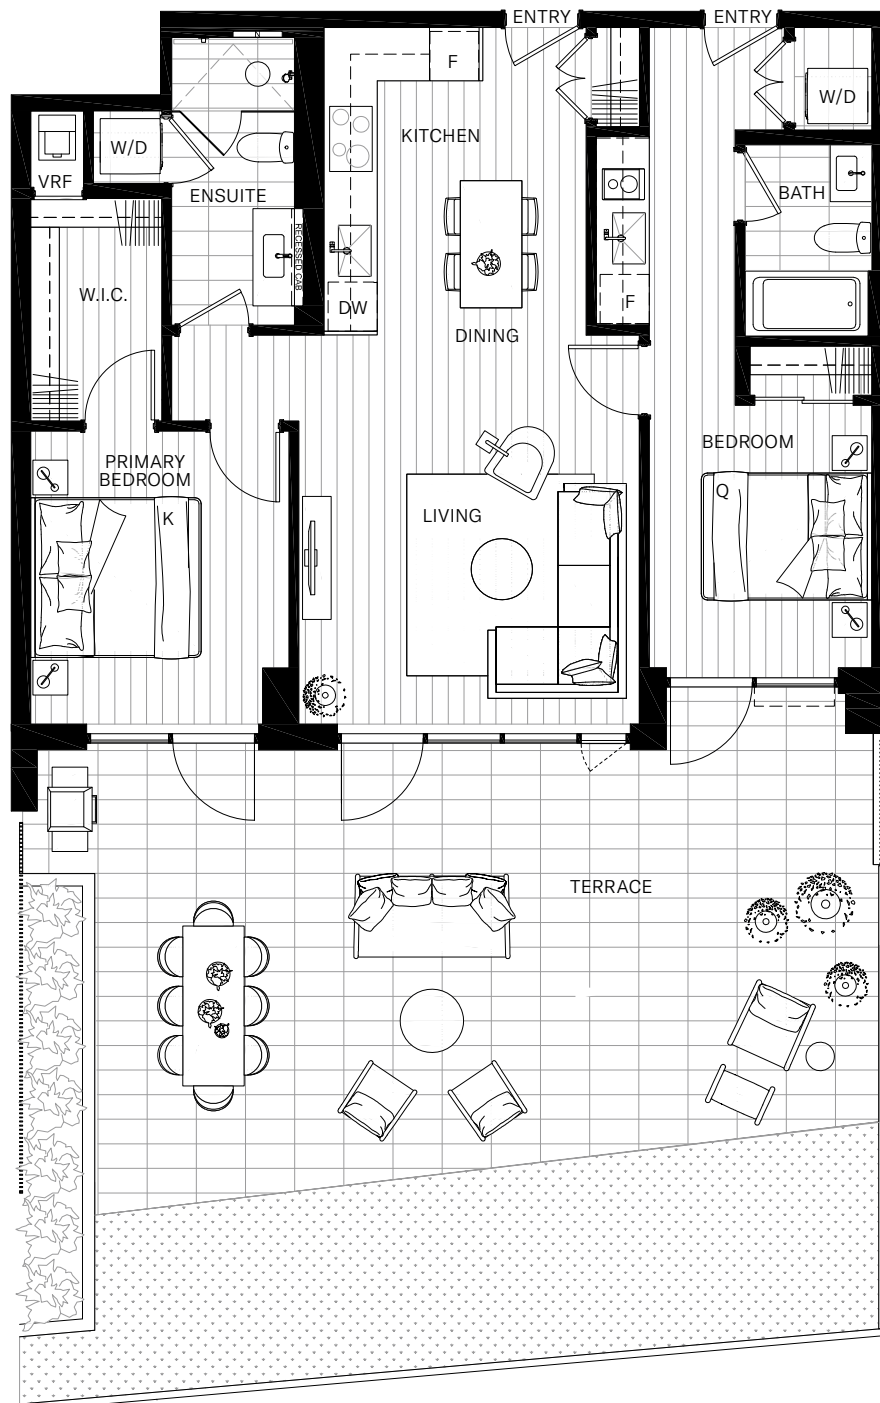 ENTRY
ENTRY
F
W/D
KITCHEN
W/D
VRF
ENSUITE
BATH
RECESSED CAB
W.I.C.
DW
F
DINING
BEDROOM
PRIMARY
BEDROOM
Q
K
LIVING
TERRACE